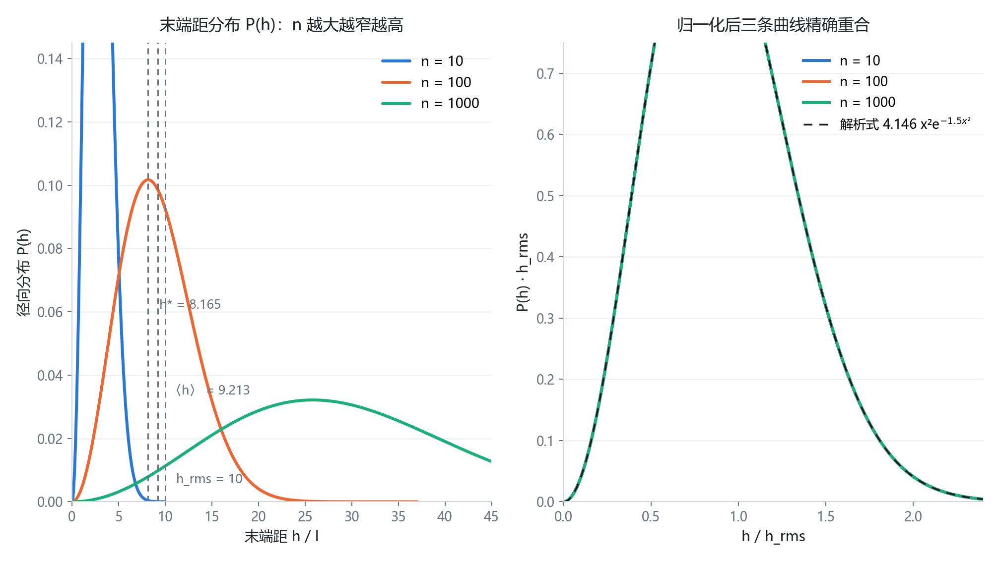 末端距分布 P(h)：n 越大越窄越高
径向分布 P(h)
0.14
0.12
0.10
0.08
0.06
0.04
0.02
0.00
n = 10
n = 100
n = 1000
h* = 8.165
⟨h⟩ = 9.213
h_rms = 10
0 5 10 15 20 25 30 35 40 45
末端距 h / l
归一化后三条曲线精确重合
P(h) · h_rms
0.7
0.6
0.5
0.4
0.3
0.2
0.1
0.0
n = 10
n = 100
n = 1000
解析式 4.146 x²e^{−1.5x²}
0.0 0.5 1.0 1.5 2.0
h / h_rms